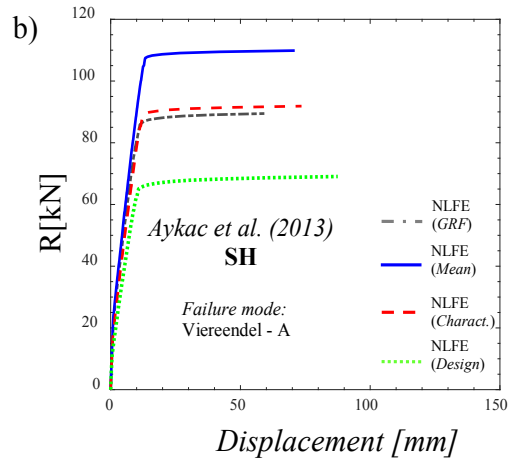 b)
R[kN]
120
100
80
60
40
20
0
0
50
100
150
Displacement [mm]
Aykac et al. (2013)
SH
Failure mode:
Viereendel - A
NLFE
(GRF)
NLFE
(Mean)
NLFE
(Charact.)
NLFE
(Design)